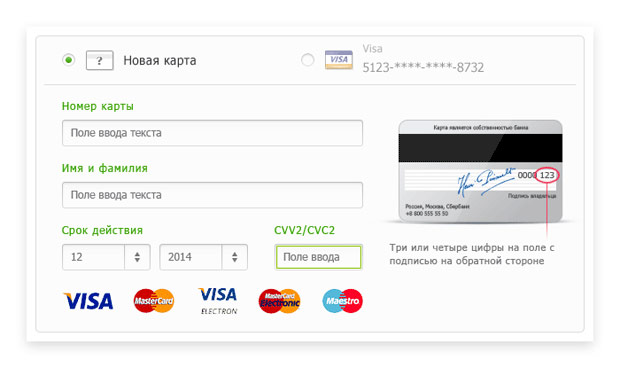 ? Новая карта
VISA
Visa
5123-****-****-8732
Номер карты
Поле ввода текста
Имя и фамилия
Поле ввода текста
Срок действия
CVV2/CVC2
12
2014
Поле ввода
Карта является собственностью банка
0000 123
Подпись владельца
Россия, Москва, Сбербанк
+8 800 555 55 50
Три или четыре цифры на поле с
подписью на обратной стороне
VISA
MasterCard
VISA
ELECTRON
MasterCard
Electronic
Maestro